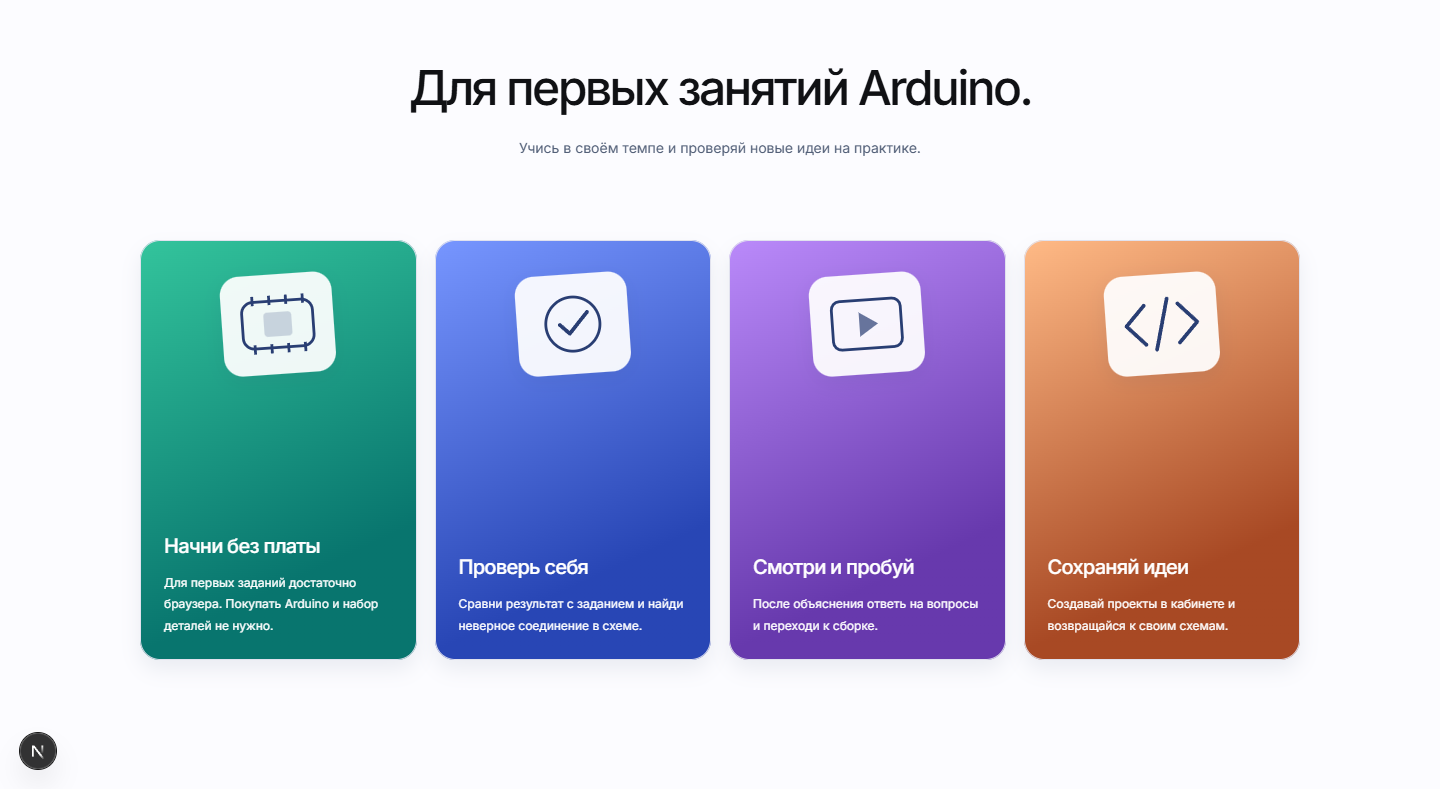 Для первых занятий Arduino.
Учись в своём темпе и проверяй новые идеи на практике.
Начни без платы
Для первых заданий достаточно
браузера. Покупать Arduino и набор
деталей не нужно.
Проверь себя
Сравни результат с заданием и найди
неверное соединение в схеме.
Смотри и пробуй
После объяснения ответь на вопросы
и переходи к сборке.
Сохраняй идеи
Создавай проекты в кабинете и
возвращайся к своим схемам.
N